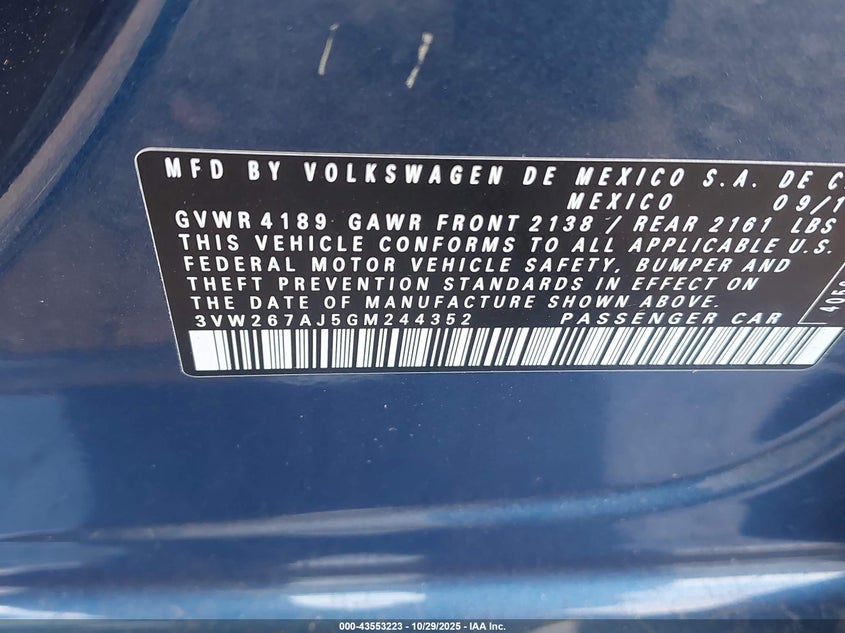 MFD BY VOLKSWAGEN DE MEXICO S.A. DE C
MEXICO 09/1
GVWR 4189 GAWR FRONT 2138 / REAR 2161 LBS
THIS VEHICLE CONFORMS TO ALL APPLICABLE U.S.
FEDERAL MOTOR VEHICLE SAFETY, BUMPER AND
THEFT PREVENTION STANDARDS IN EFFECT ON
THE DATE OF MANUFACTURE SHOWN ABOVE.
3VW267AJ5GM244352 PASSENGER CAR
000-43553223 - 10/29/2025 - IAA Inc.